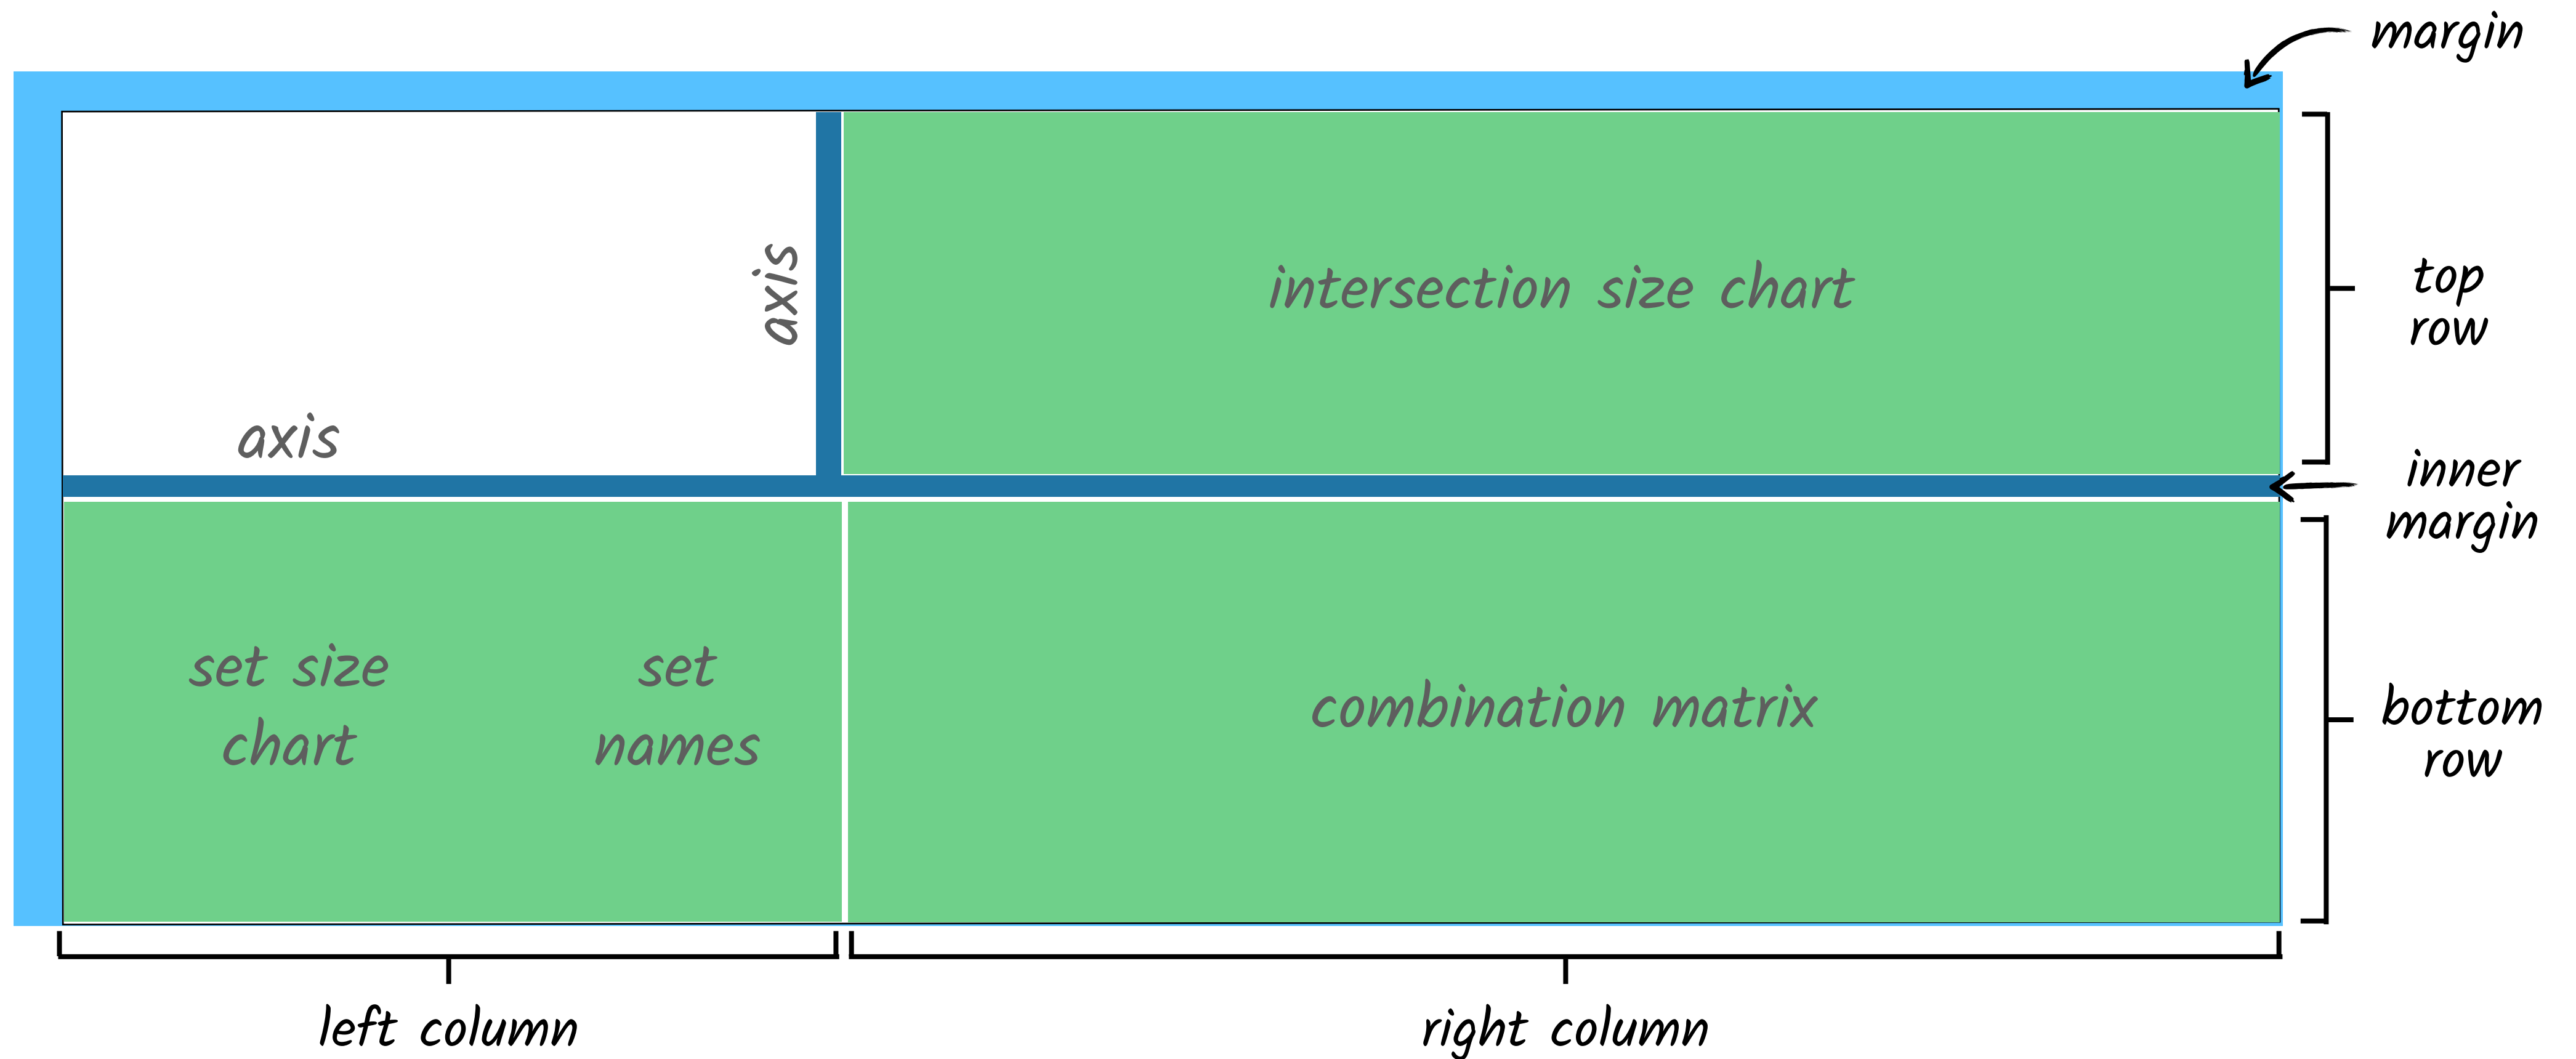 margin
axis
intersection size chart
top
row
axis
inner
margin
set size
chart
set
names
combination matrix
bottom
row
left column
right column